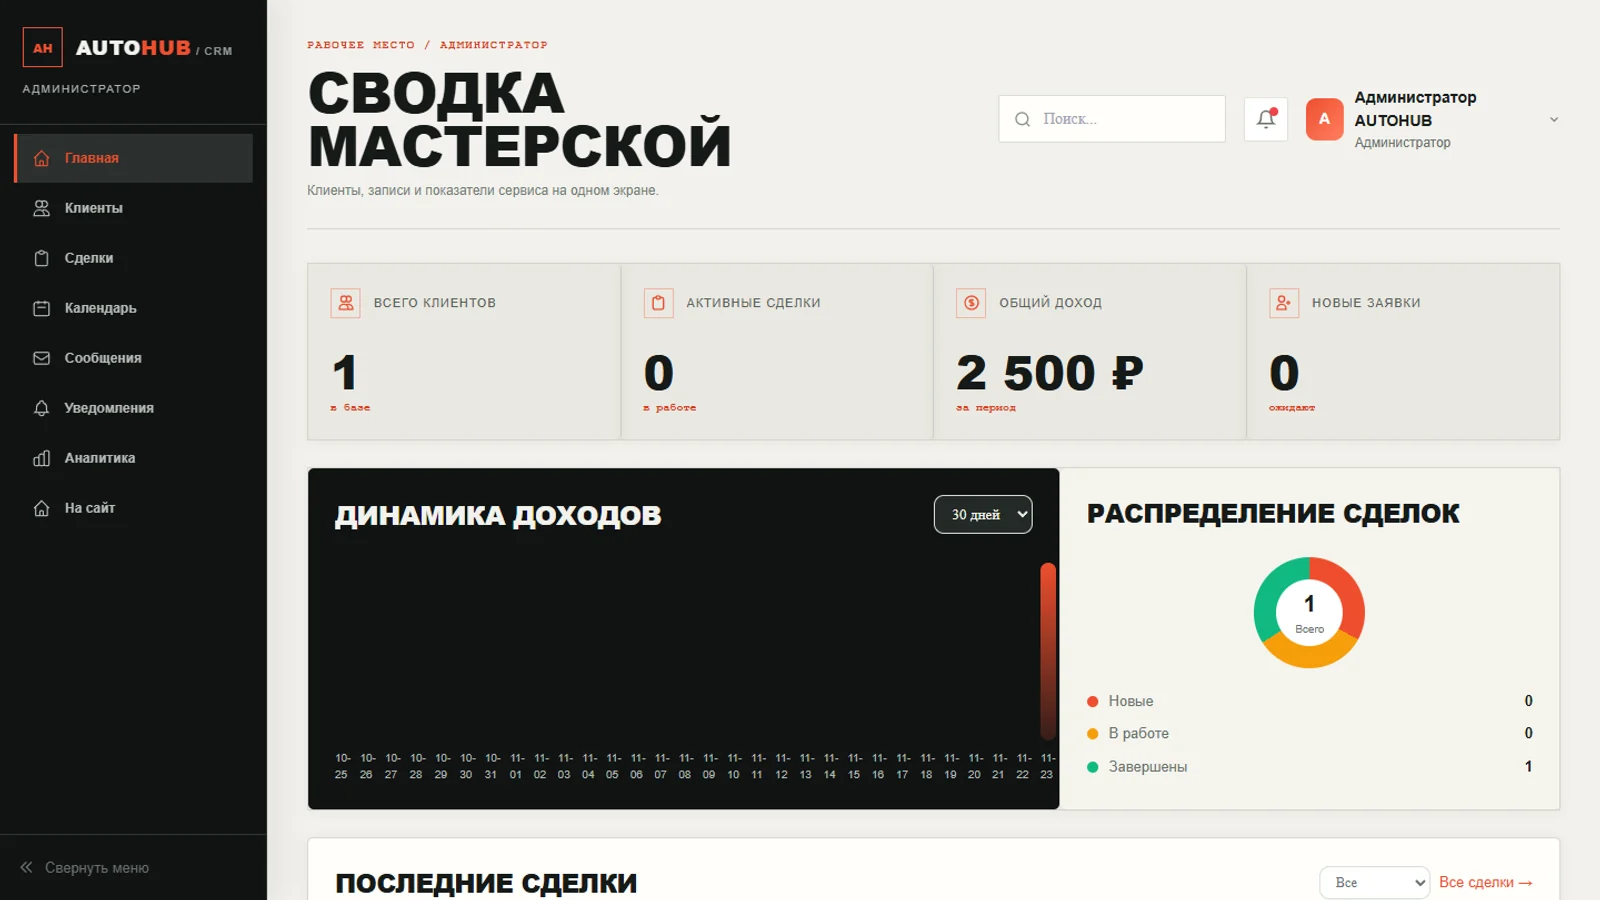 AH
AUTOHUB / CRM
АДМИНИСТРАТОР
Главная
Клиенты
Сделки
Календарь
Сообщения
Уведомления
Аналитика
На сайт
Свернуть меню
РАБОЧЕЕ МЕСТО / АДМИНИСТРАТОР
СВОДКА
МАСТЕРСКОЙ
Клиенты, записи и показатели сервиса на одном экране.
Поиск...
А
Администратор
AUTOHUB
Администратор
ВСЕГО КЛИЕНТОВ
1
в базе
АКТИВНЫЕ СДЕЛКИ
0
в работе
ОБЩИЙ ДОХОД
2 500 ₽
за период
НОВЫЕ ЗАЯВКИ
0
ожидают
ДИНАМИКА ДОХОДОВ
30 дней
10- 10- 10- 10- 10- 10- 10- 11- 11- 11- 11- 11- 11- 11- 11- 11- 11- 11- 11- 11- 11- 11- 11- 11- 11- 11- 11- 11- 11- 11-
25 26 27 28 29 30 31 01 02 03 04 05 06 07 08 09 10 11 12 13 14 15 16 17 18 19 20 21 22 23
РАСПРЕДЕЛЕНИЕ СДЕЛОК
1
Всего
Новые 0
В работе 0
Завершены 1
ПОСЛЕДНИЕ СДЕЛКИ
Все
Все сделки →